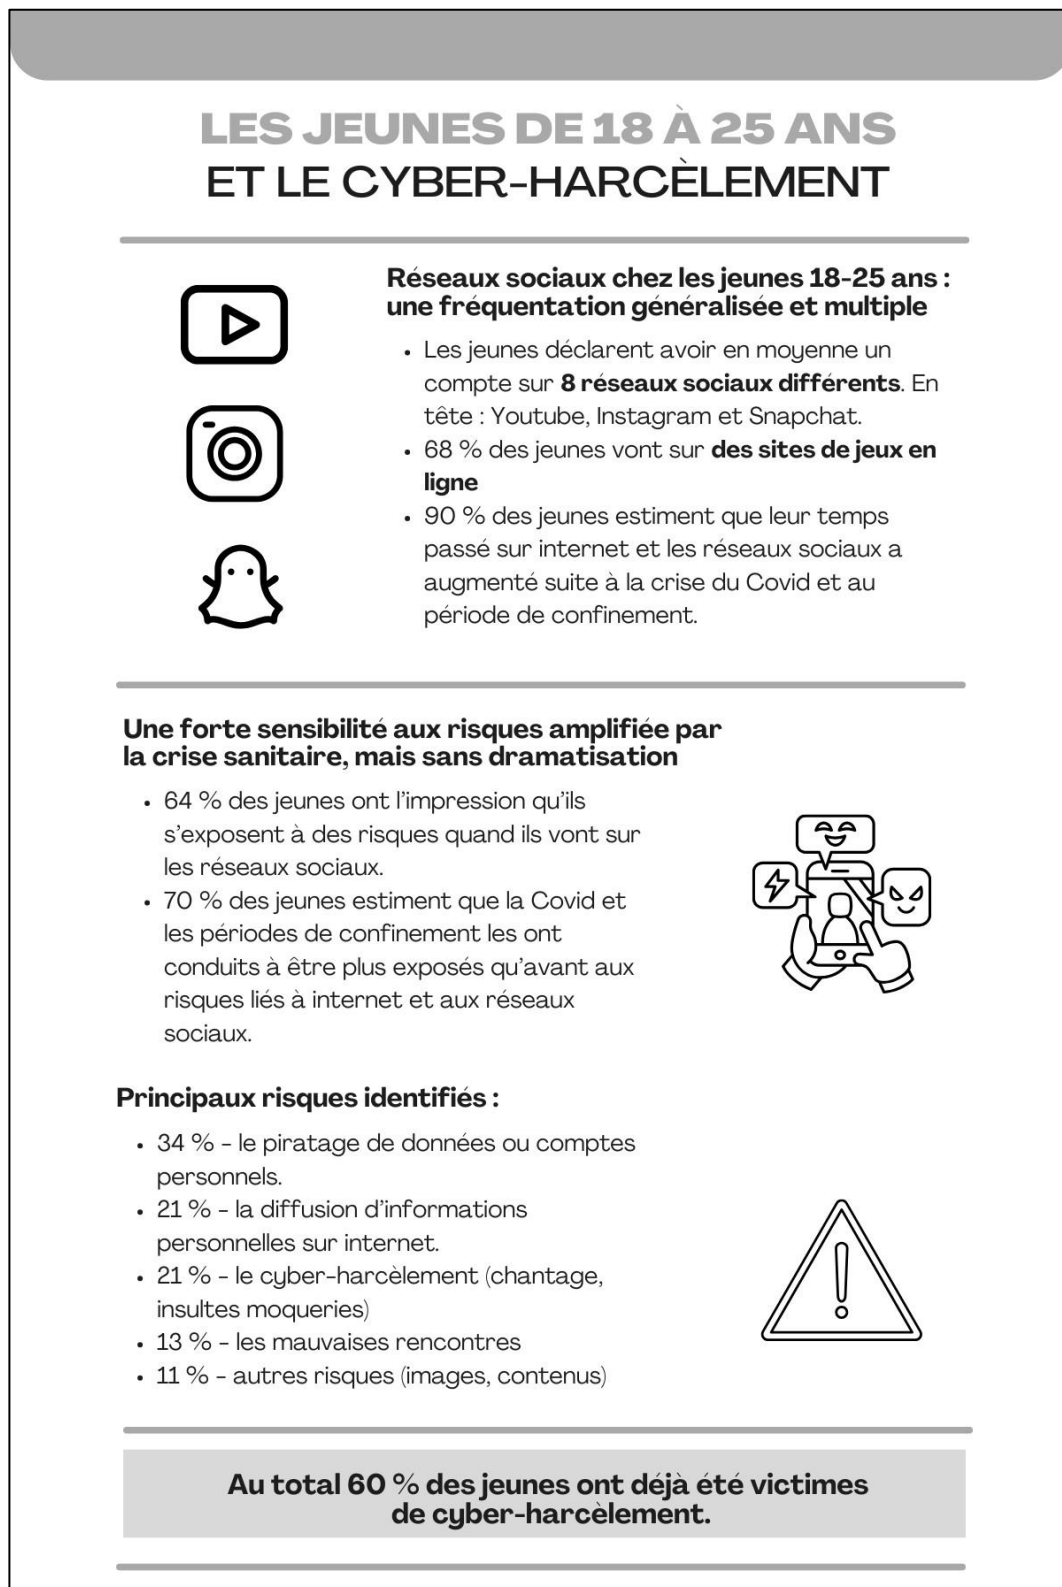 LES JEUNES DE 18 À 25 ANS
ET LE CYBER-HARCÈLEMENT
Réseaux sociaux chez les jeunes 18-25 ans :
une fréquentation généralisée et multiple
• Les jeunes déclarent avoir en moyenne un
compte sur 8 réseaux sociaux différents. En
tête : Youtube, Instagram et Snapchat.
• 68 % des jeunes vont sur des sites de jeux en
ligne
• 90 % des jeunes estiment que leur temps
passé sur internet et les réseaux sociaux a
augmenté suite à la crise du Covid et au
période de confinement.
Une forte sensibilité aux risques amplifiée par
la crise sanitaire, mais sans dramatisation
• 64 % des jeunes ont l'impression qu'ils
s'exposent à des risques quand ils vont sur
les réseaux sociaux.
• 70 % des jeunes estiment que la Covid et
les périodes de confinement les ont
conduits à être plus exposés qu'avant aux
risques liés à internet et aux réseaux
sociaux.
Principaux risques identifiés :
• 34 % - le piratage de données ou comptes
personnels.
• 21 % - la diffusion d'informations
personnelles sur internet.
• 21 % - le cyber-harcèlement (chantage,
insultes moqueries)
• 13 % - les mauvaises rencontres
• 11 % - autres risques (images, contenus)
Au total 60 % des jeunes ont déjà été victimes
de cyber-harcèlement.